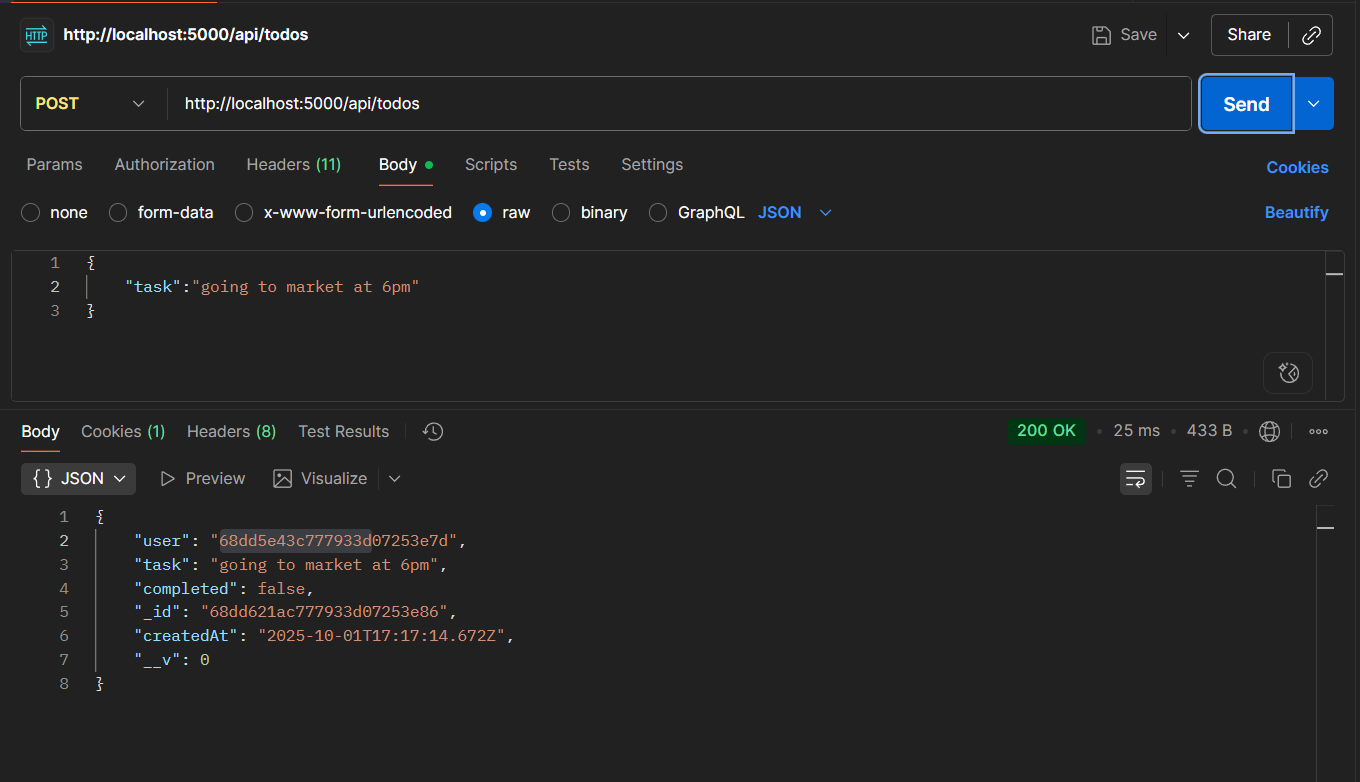 HTTP http://localhost:5000/api/todos Save Share
POST http://localhost:5000/api/todos Send
Params Authorization Headers (11) Body Scripts Tests Settings Cookies
none form-data x-www-form-urlencoded raw binary GraphQL JSON Beautify
1 {
2 "task":"going to market at 6pm"
3 }
Body Cookies (1) Headers (8) Test Results 200 OK • 25 ms • 433 B •
{} JSON Preview Visualize
1 {
2 "user": "68dd5e43c777933d07253e7d",
3 "task": "going to market at 6pm",
4 "completed": false,
5 "_id": "68dd621ac777933d07253e86",
6 "createdAt": "2025-10-01T17:17:14.672Z",
7 "__v": 0
8 }